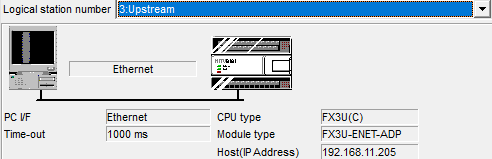 Logical station number 3:Upstream
Ethernet
PC I/F Ethernet CPU type FX3U(C)
Time-out 1000 ms Module type FX3U-ENET-ADP
Host(IP Address) 192.168.11.205